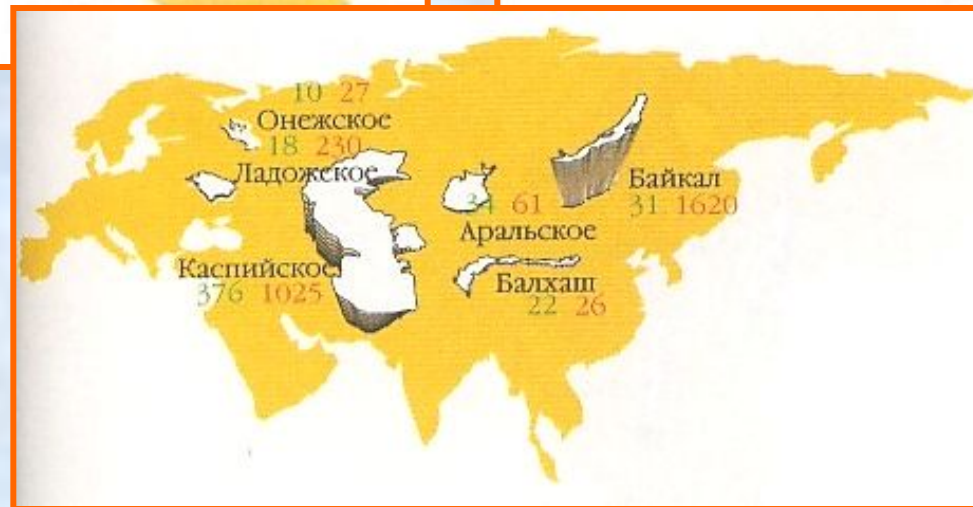 10 27
Онежское
18 230
Ладожское
Байкал
31 1620
34 61
Аральское
Каспийское
376 1025
Балхаш
22 26